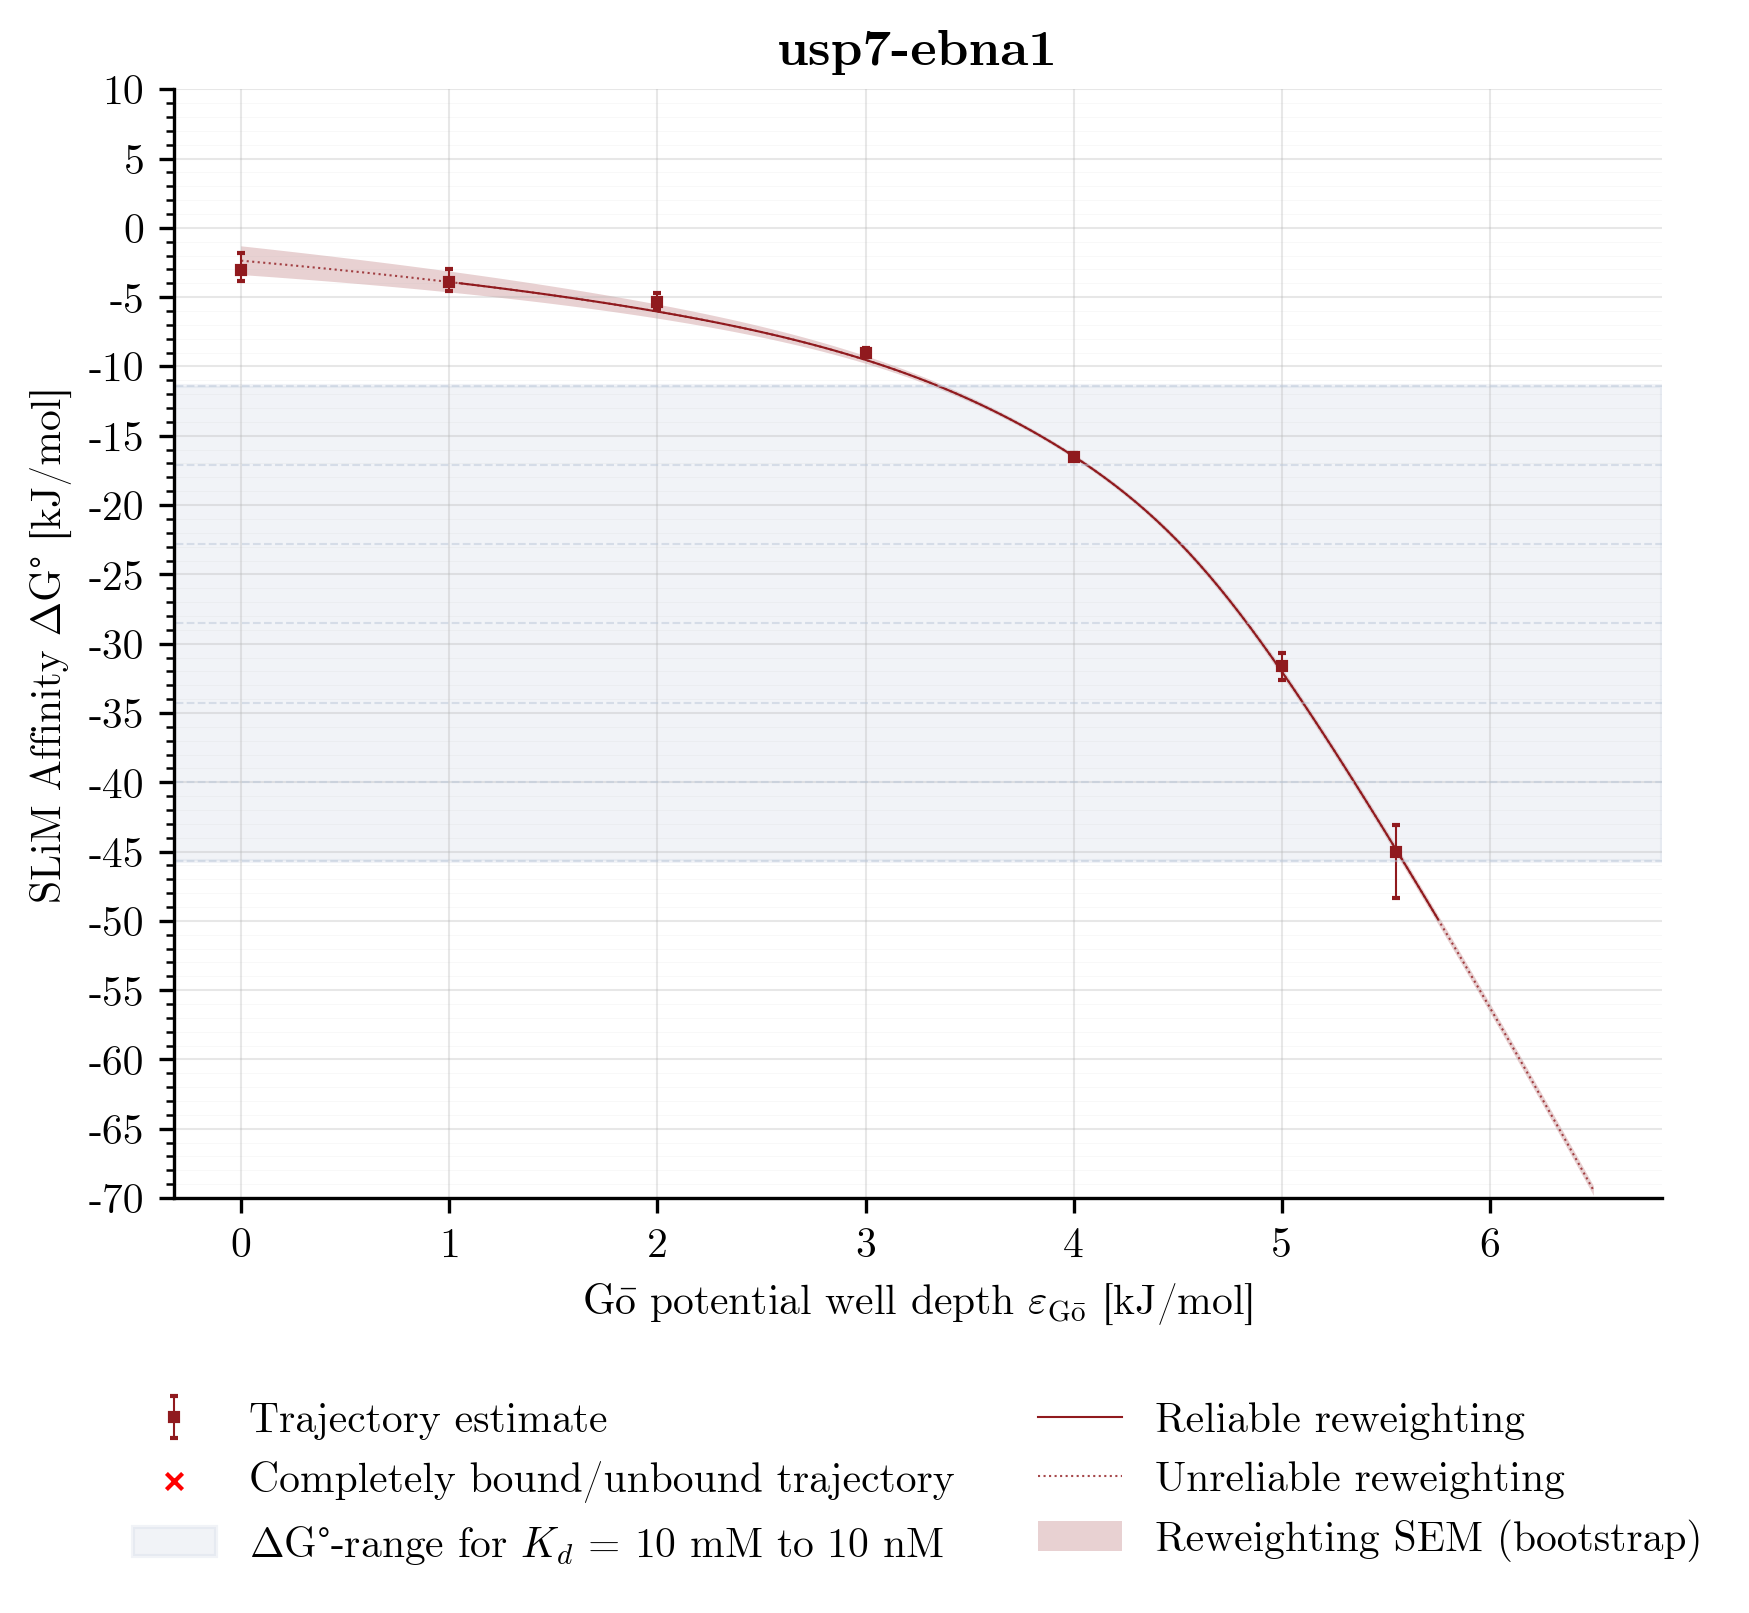 usp7-ebna1
10
5
0
-5
-10
-15
-20
-25
-30
-35
-40
-45
-50
-55
-60
-65
-70
SLiM Affinity ΔG° [kJ/mol]
0 1 2 3 4 5 6
Gō potential well depth εGō [kJ/mol]
Trajectory estimate
Completely bound/unbound trajectory
ΔG°-range for Kd = 10 mM to 10 nM
Reliable reweighting
Unreliable reweighting
Reweighting SEM (bootstrap)